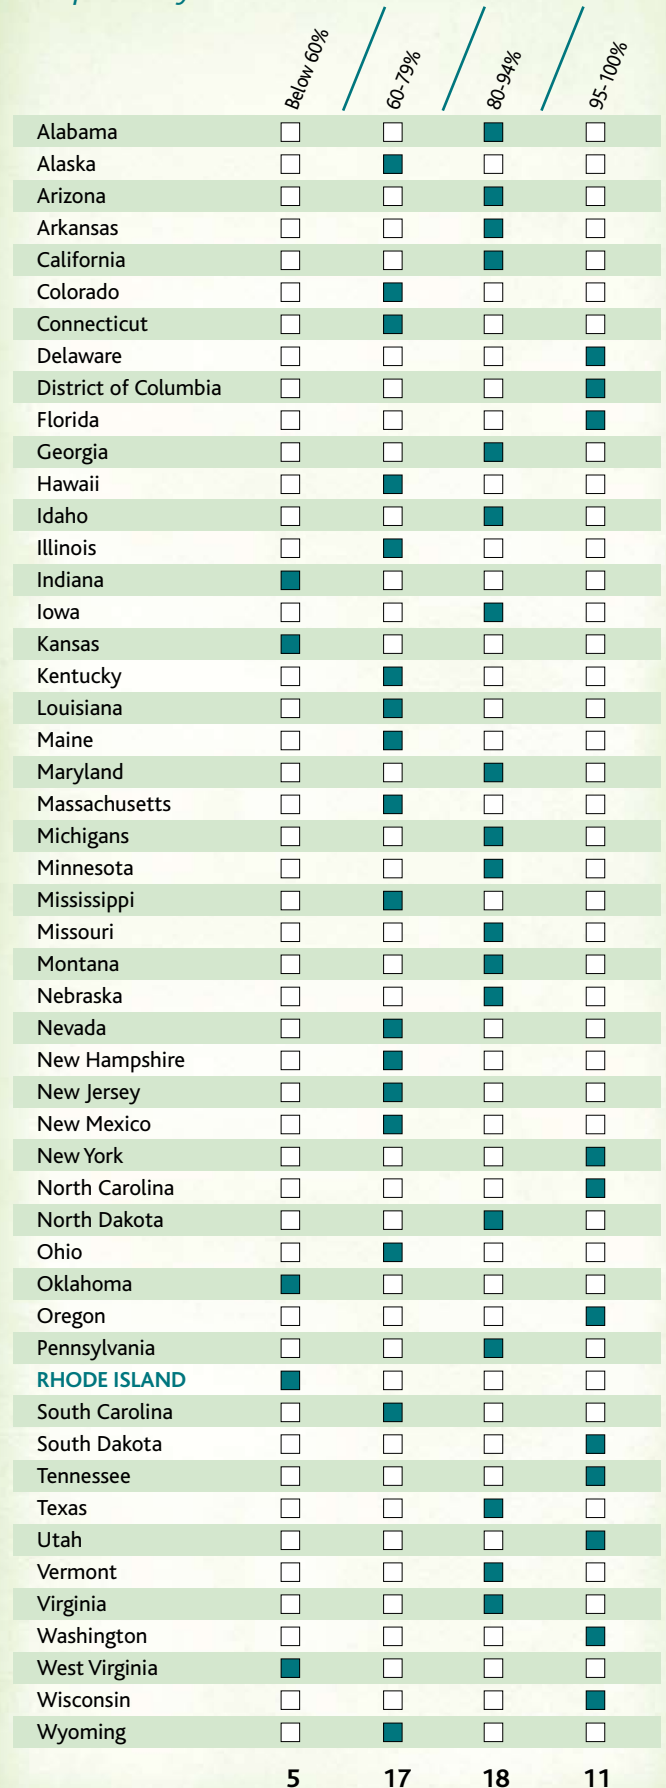 Below 60%
60-79%
80-94%
95-100%
Alabama
Alaska
Arizona
Arkansas
California
Colorado
Connecticut
Delaware
District of Columbia
Florida
Georgia
Hawaii
Idaho
Illinois
Indiana
Iowa
Kansas
Kentucky
Louisiana
Maine
Maryland
Massachusetts
Michigans
Minnesota
Mississippi
Missouri
Montana
Nebraska
Nevada
New Hampshire
New Jersey
New Mexico
New York
North Carolina
North Dakota
Ohio
Oklahoma
Oregon
Pennsylvania
RHODE ISLAND
South Carolina
South Dakota
Tennessee
Texas
Utah
Vermont
Virginia
Washington
West Virginia
Wisconsin
Wyoming
5 17 18 11